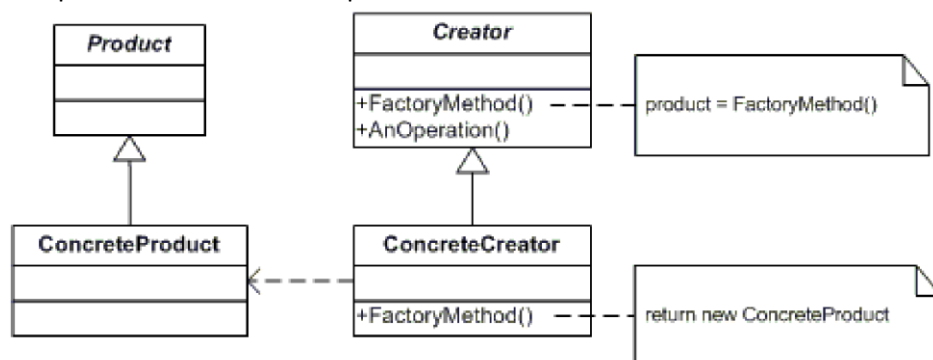 Product
Creator
+FactoryMethod()
+AnOperation()
product = FactoryMethod()
ConcreteProduct
ConcreteCreator
+FactoryMethod()
return new ConcreteProduct